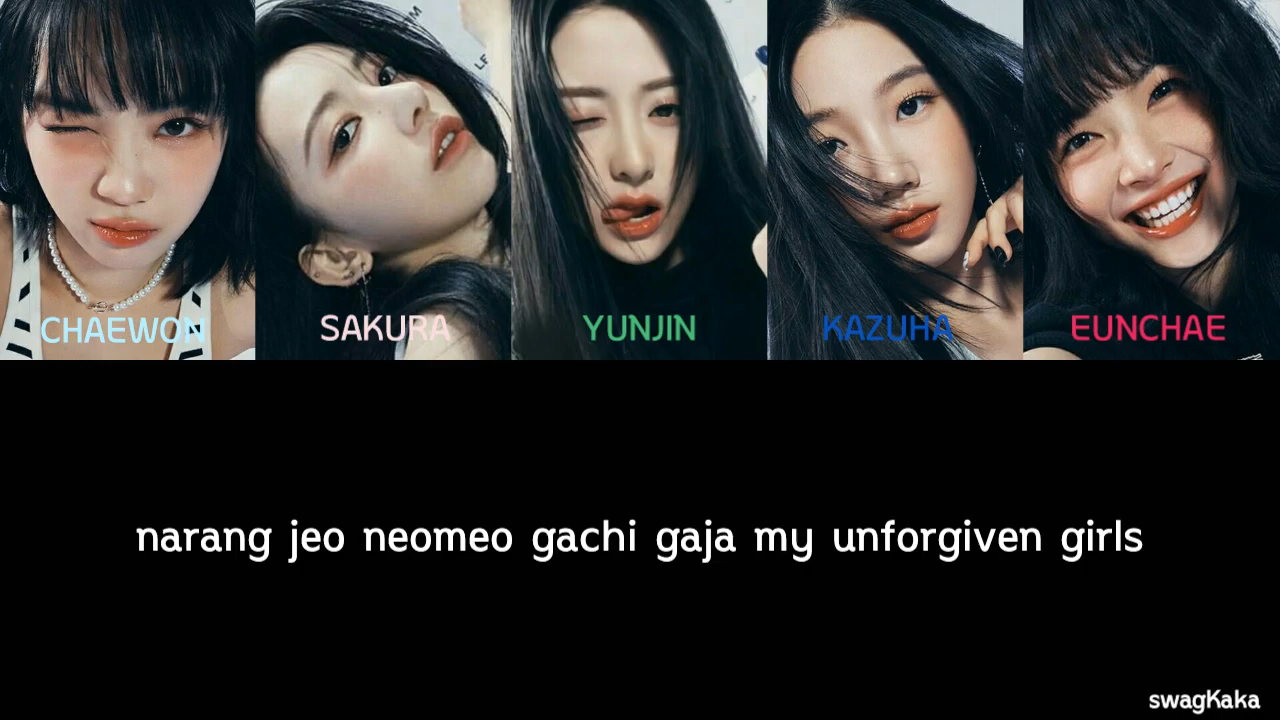 CHAEWON
SAKURA
YUNJIN
KAZUHA
EUNCHAE
narang jeo neomeo gachi gaja my unforgiven girls
swagKaka